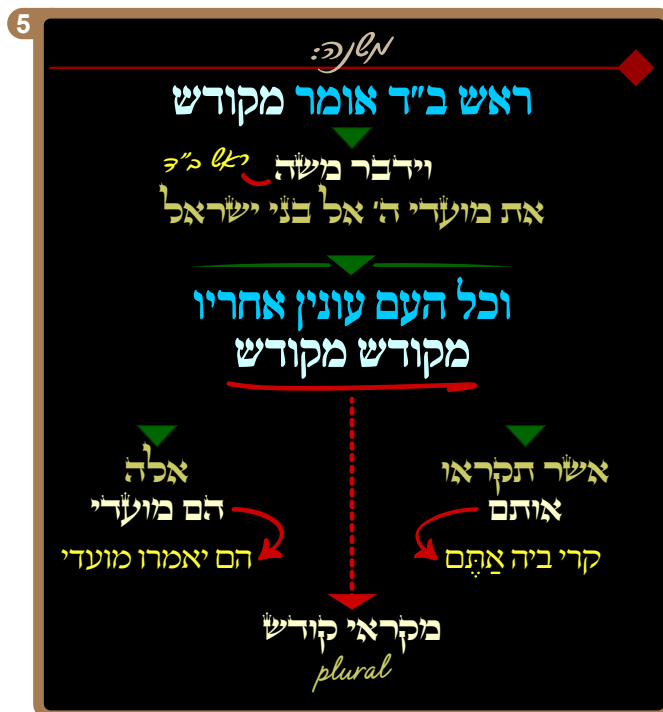 5
משנה:
ראש ב״ד אומר מקודש
וידבר משה ראש ב״ד
את מועדי ה׳ אל בני ישראל
וכל העם עונין אחריו
מקודש מקודש
אשר תקראו
אותם
קרי ביה אַתֶּם
אלה
הם מועדי
הם יאמרו מועדי
מקראי קודש
plural